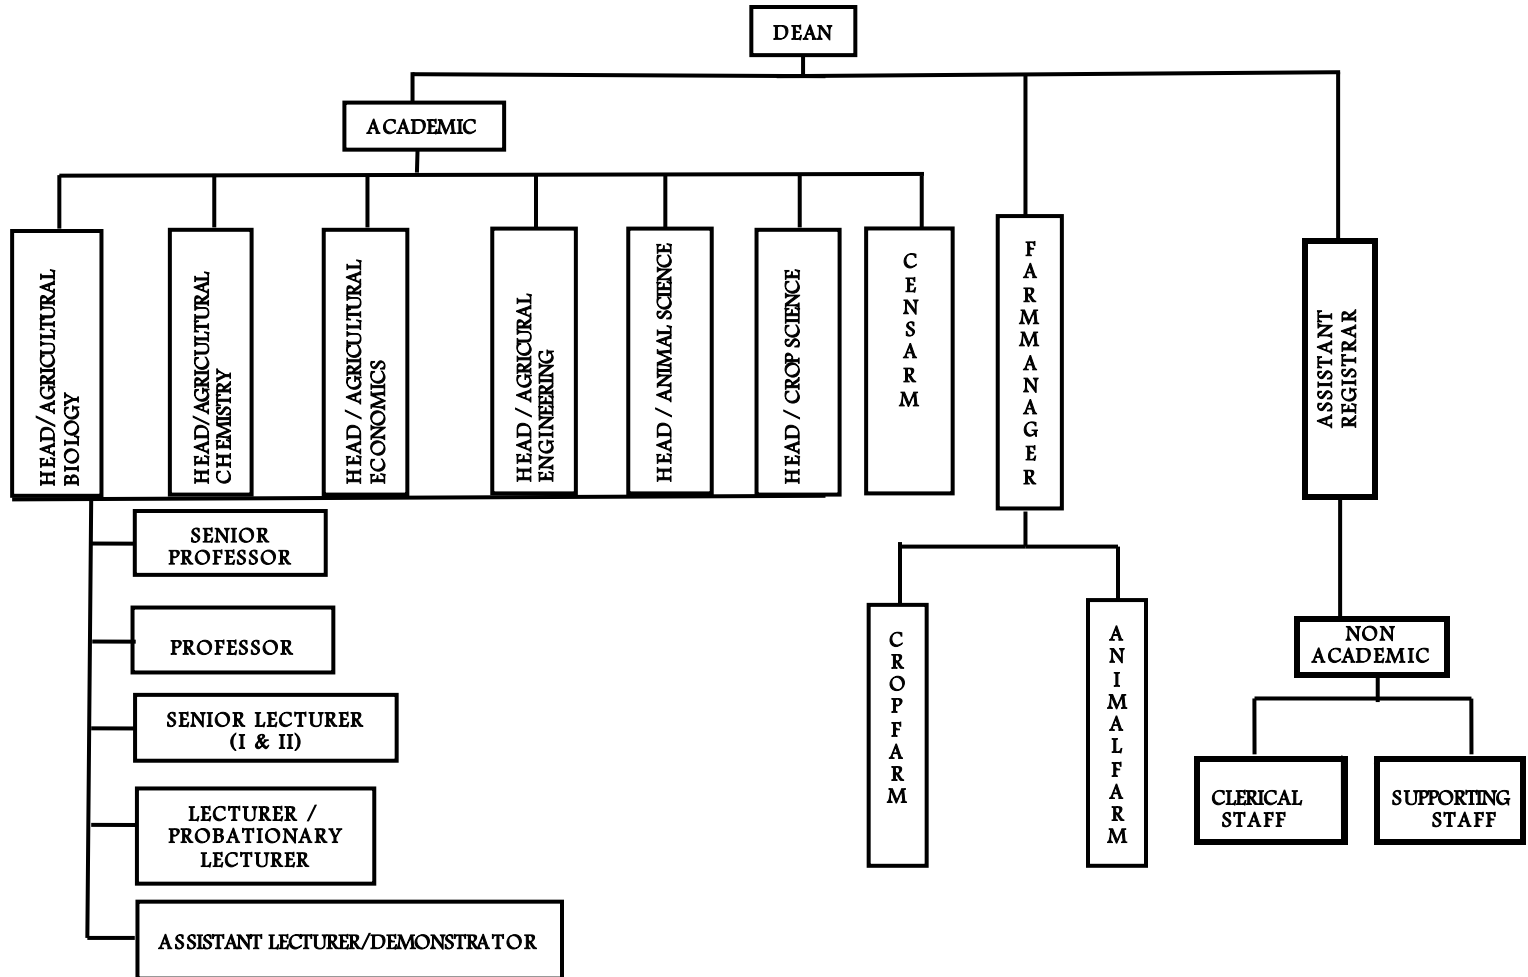 DEAN
ACADEMIC
HEAD/AGRICULTURAL
BIOLOGY
HEAD/AGRICULTURAL
CHEMISTRY
HEAD / AGRICULTURAL
ECONOMICS
HEAD / AGRICURAL
ENGINEERING
HEAD / ANIMAL SCIENCE
HEAD / CROP SCIENCE
CENSARM
FARMMANAGER
ASSISTANT
REGISTRAR
SENIOR
PROFESSOR
PROFESSOR
SENIOR LECTURER
(I & II)
LECTURER /
PROBATIONARY
LECTURER
ASSISTANT LECTURER/DEMONSTRATOR
CROPFARM
ANIMALFARM
NON
ACADEMIC
CLERICAL
STAFF
SUPPORTING
STAFF